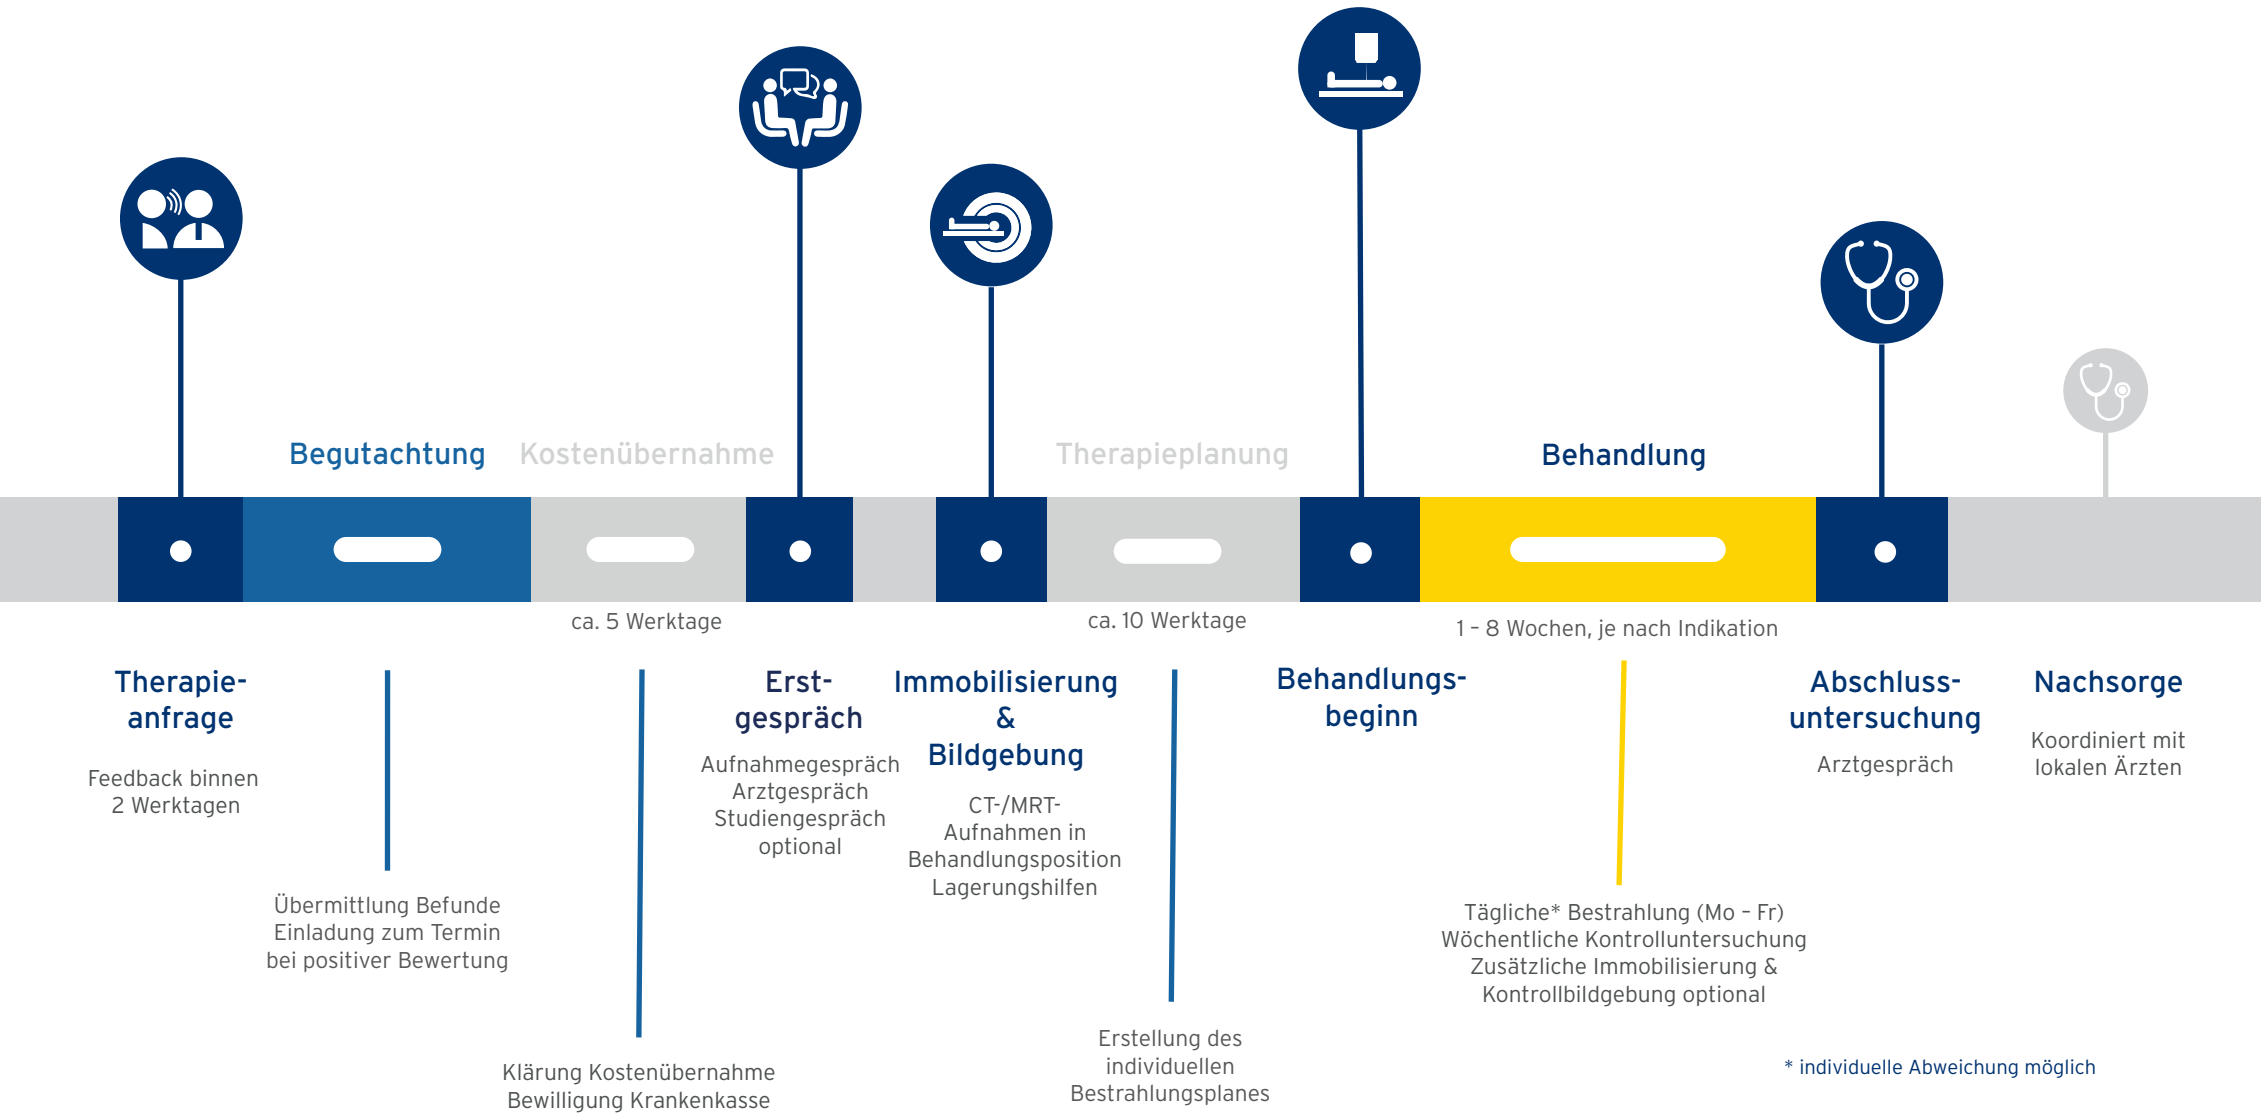 Begutachtung
Kostenübernahme
Therapieplanung
Behandlung
ca. 5 Werktage
ca. 10 Werktage
1 – 8 Wochen, je nach Indikation
Therapie-
anfrage
Feedback binnen
2 Werktagen
Übermittlung Befunde
Einladung zum Termin
bei positiver Bewertung
Klärung Kostenübernahme
Bewilligung Krankenkasse
Erst-
gespräch
Aufnahmegespräch
Arztgespräch
Studiengespräch
optional
Immobilisierung
&
Bildgebung
CT-/MRT-
Aufnahmen in
Behandlungsposition
Lagerungshilfen
Erstellung des
individuellen
Bestrahlungsplanes
Behandlungs-
beginn
Tägliche* Bestrahlung (Mo – Fr)
Wöchentliche Kontrolluntersuchung
Zusätzliche Immobilisierung &
Kontrollbildgebung optional
Abschluss-
untersuchung
Arztgespräch
Nachsorge
Koordiniert mit
lokalen Ärzten
* individuelle Abweichung möglich